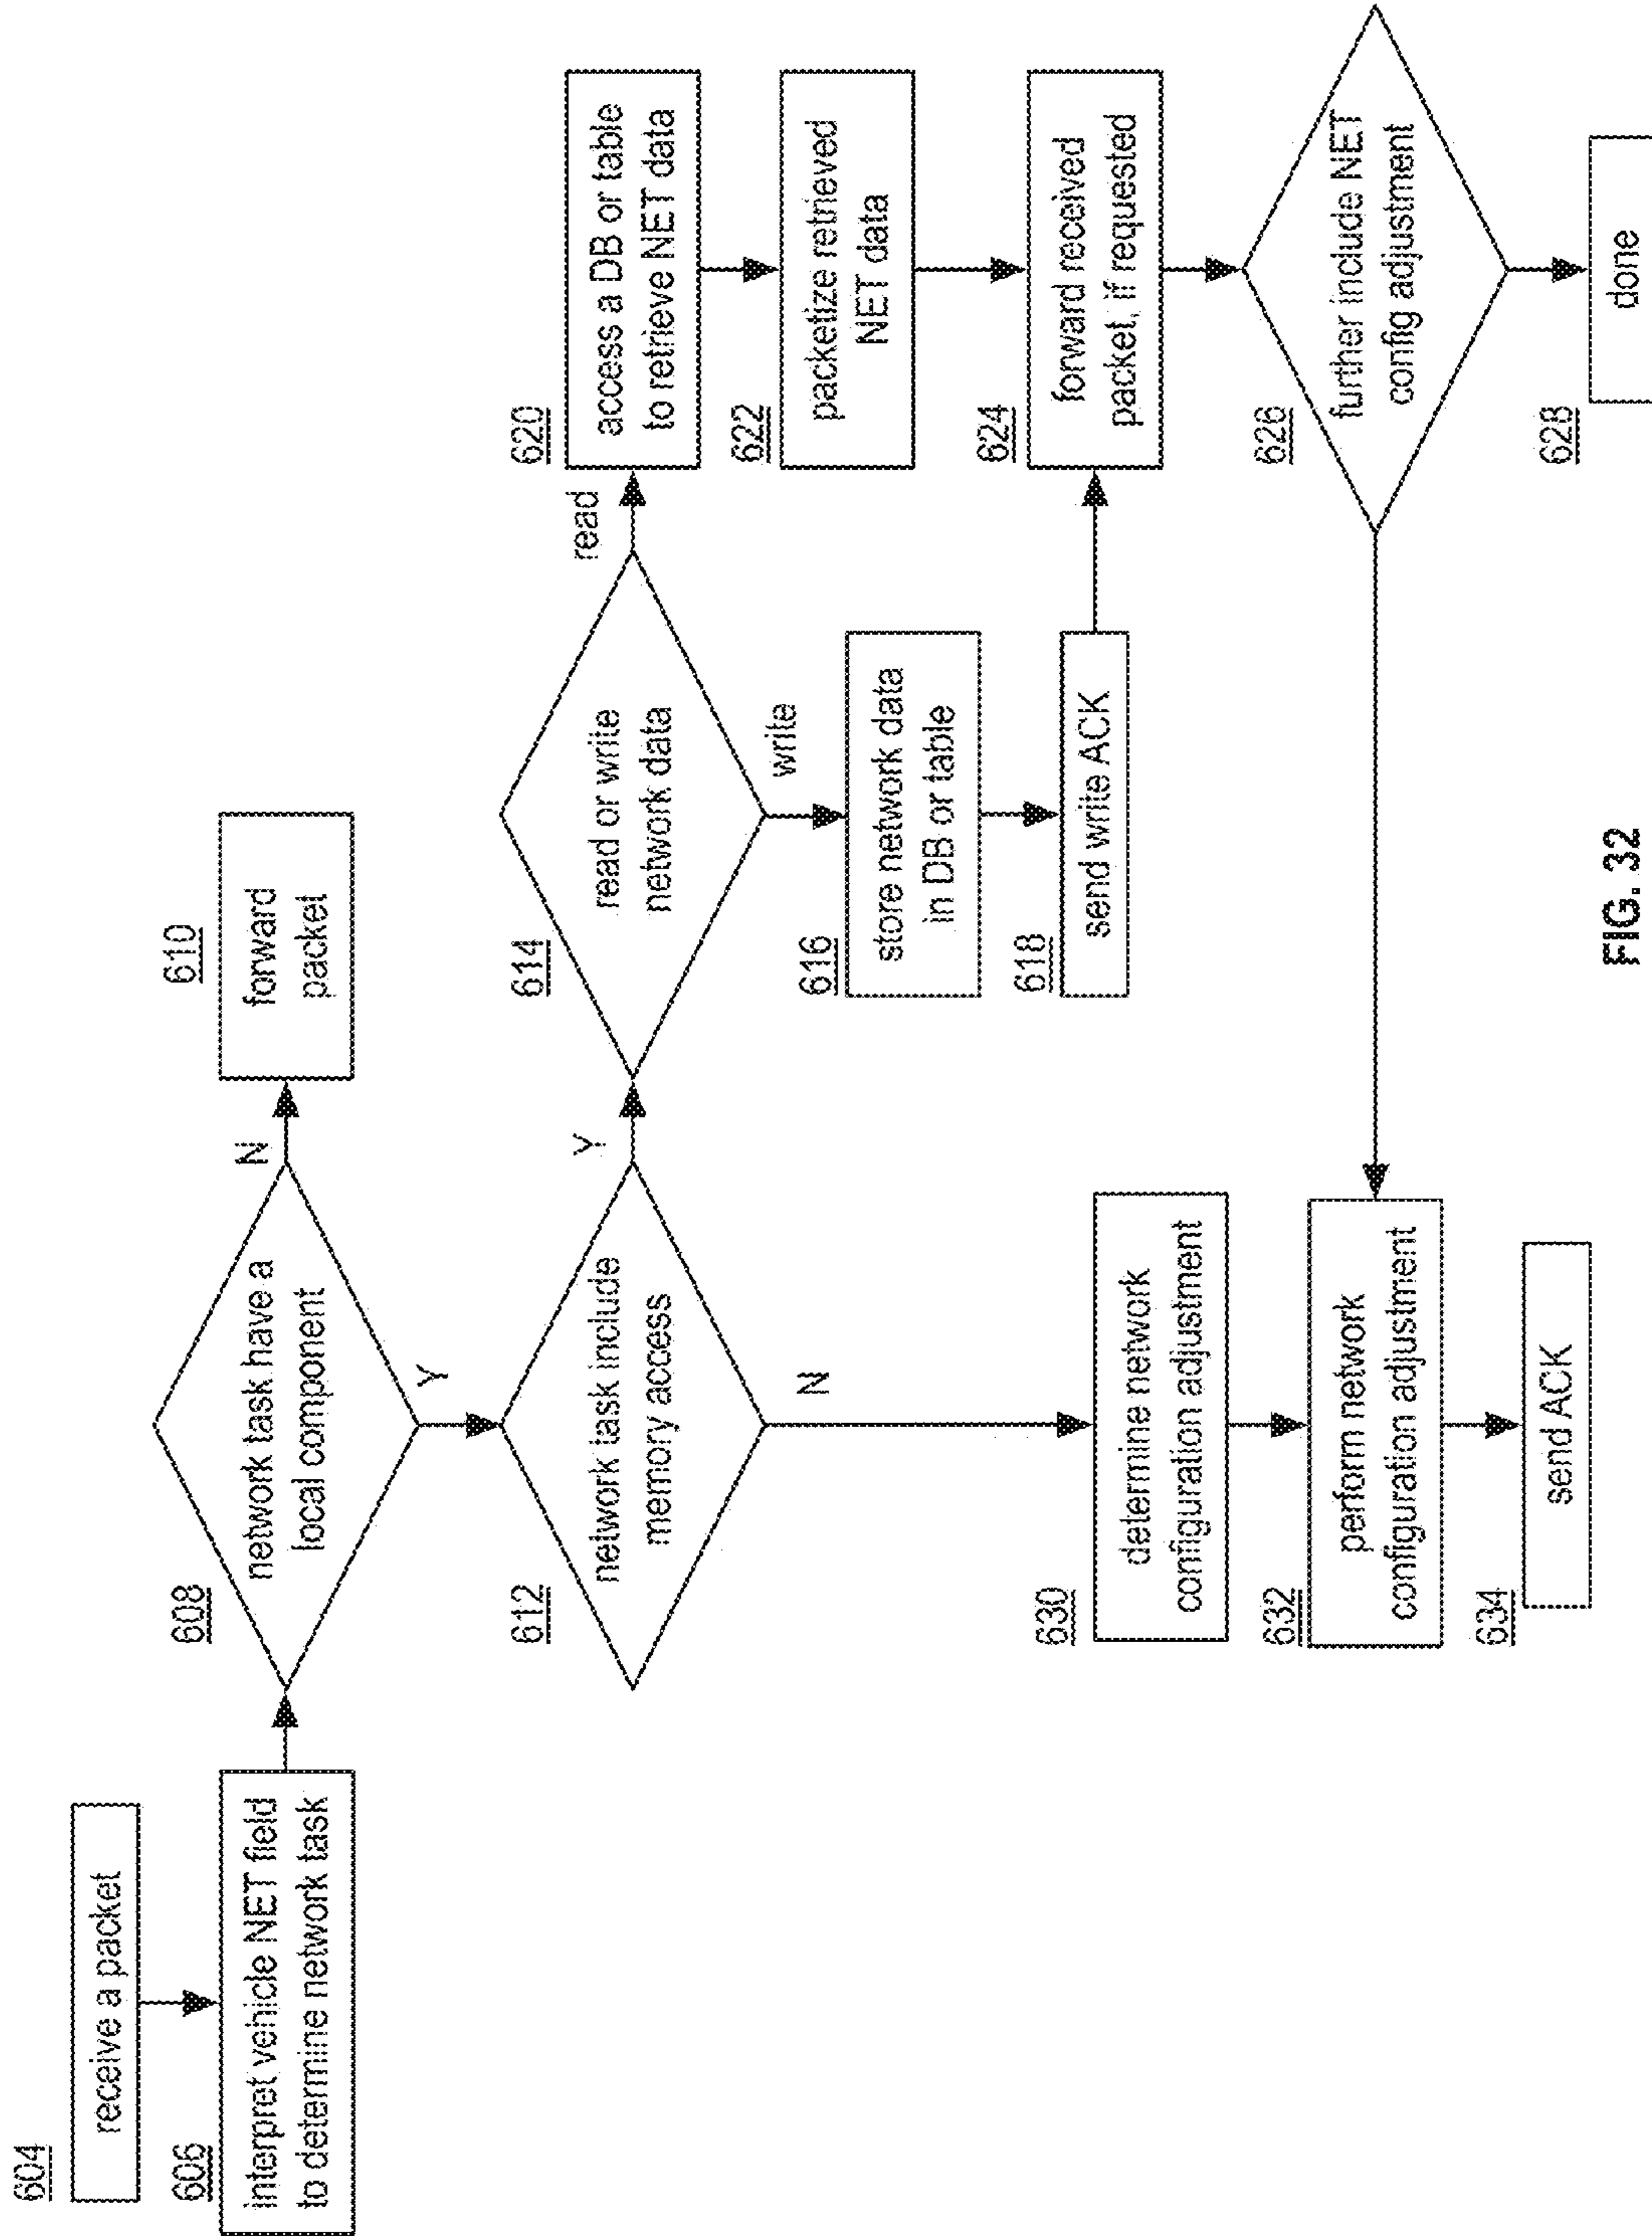 604
receive a packet
606
interpret vehicle NET field
to determine network task
608
network task have a
local component
N
610
forward
packet
Y
612
network task include
memory access
Y
614
read or write
network data
read
620
access a DB or table
to retrieve NET data
622
packetize retrieved
NET data
write
616
store network data
in DB or table
618
send write ACK
624
forward received
packet, if requested
626
further include NET
config adjustment
628
done
N
630
determine network
configuration adjustment
632
perform network
configuration adjustment
634
send ACK
FIG. 32